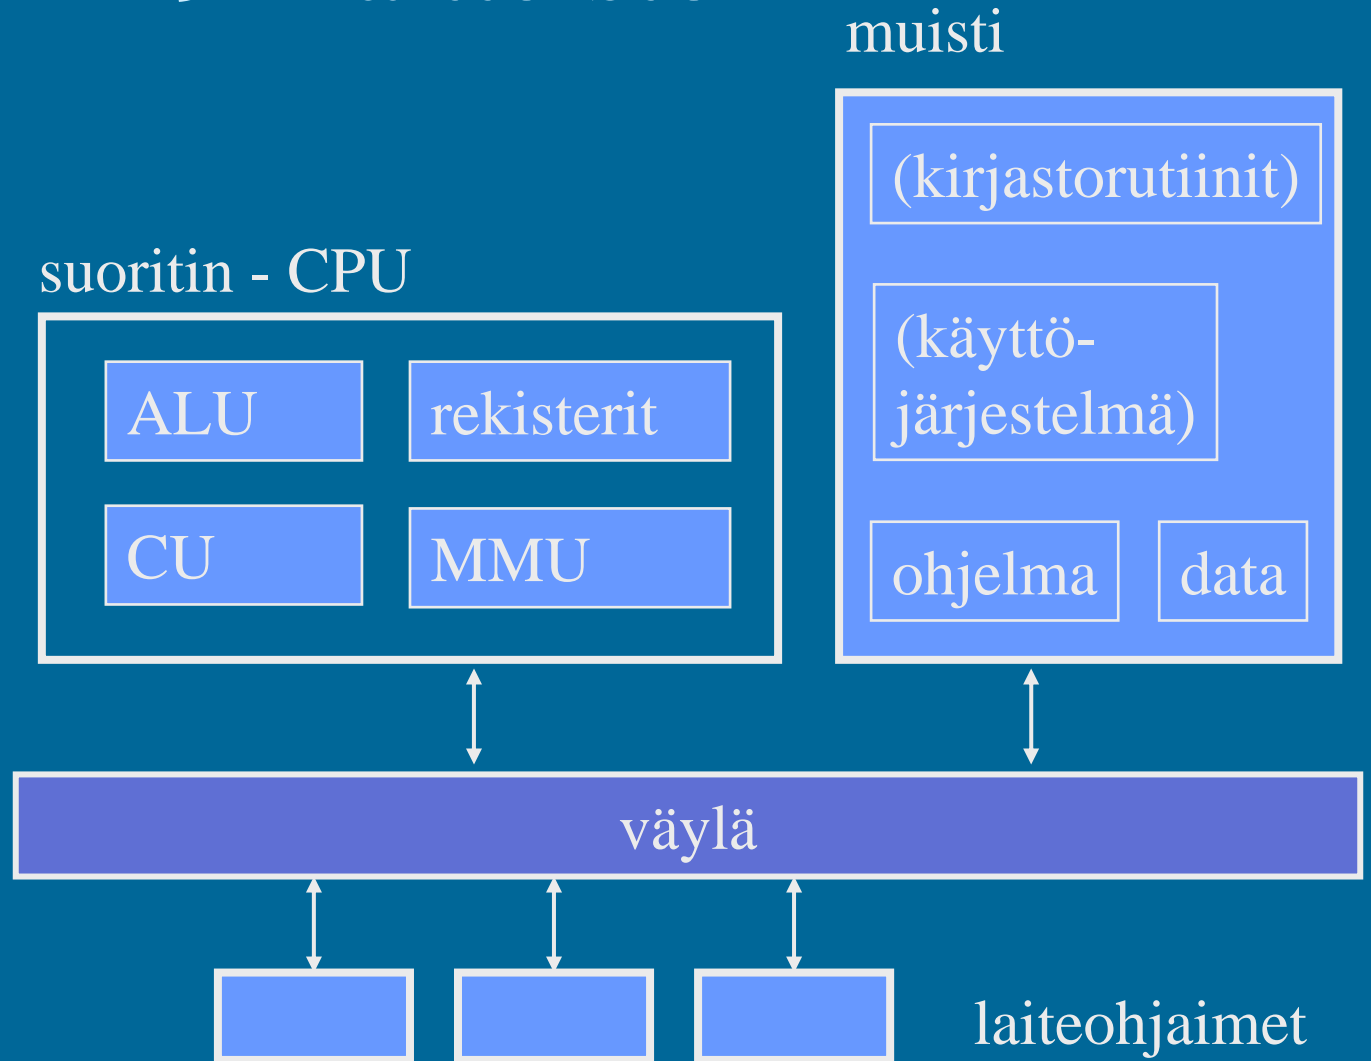 muisti
(kirjastorutiinit)
suoritin - CPU
(käyttö-
järjestelmä)
ALU
rekisterit
CU
MMU
ohjelma
data
väylä
laiteohjaimet